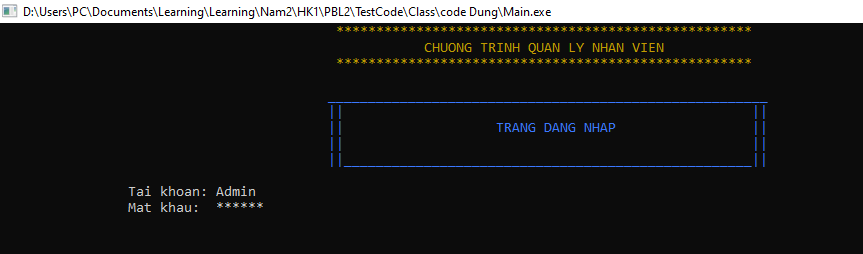 D:\Users\PC\Documents\Learning\Learning\Nam2\HK1\PBL2\TestCode\Class\code Dung\Main.exe
****************************************************
CHUONG TRINH QUAN LY NHAN VIEN
****************************************************
TRANG DANG NHAP
Tai khoan: Admin
Mat khau: ******